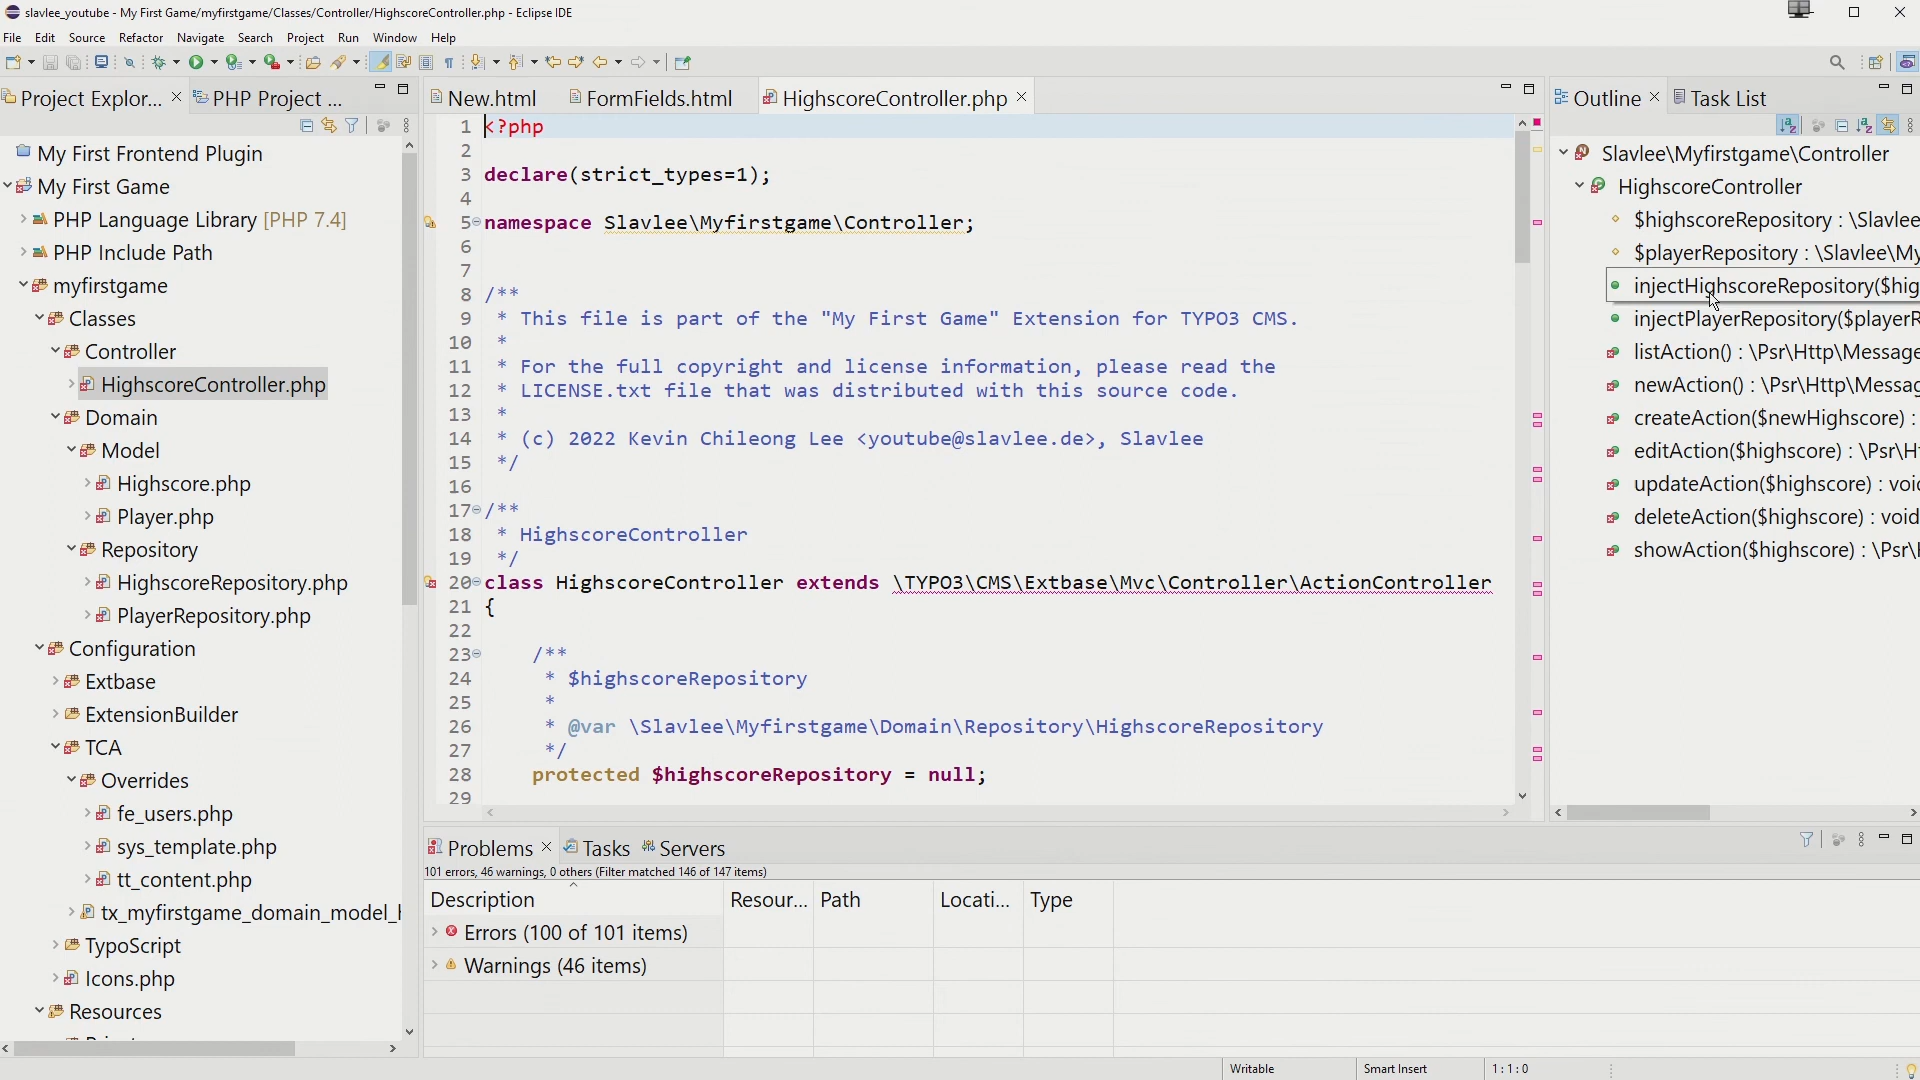 slavlee_youtube - My First Game/myfirstgame/Classes/Controller/HighscoreController.php - Eclipse IDE
File Edit Source Refactor Navigate Search Project Run Window Help
Project Explor... PHP Project ...
My First Frontend Plugin
My First Game
PHP Language Library [PHP 7.4]
PHP Include Path
myfirstgame
Classes
Controller
HighscoreController.php
Domain
Model
Highscore.php
Player.php
Repository
HighscoreRepository.php
PlayerRepository.php
Configuration
Extbase
ExtensionBuilder
TCA
Overrides
fe_users.php
sys_template.php
tt_content.php
tx_myfirstgame_domain_model_
TypoScript
Icons.php
Resources
New.html FormFields.html HighscoreController.php
1 <?php
2
3 declare(strict_types=1);
4
5 namespace Slavlee\Myfirstgame\Controller;
6
7
8 /**
9 * This file is part of the "My First Game" Extension for TYPO3 CMS.
10 *
11 * For the full copyright and license information, please read the
12 * LICENSE.txt file that was distributed with this source code.
13 *
14 * (c) 2022 Kevin Chileong Lee <youtube@slavlee.de>, Slavlee
15 */
16
17 /**
18 * HighscoreController
19 */
20 class HighscoreController extends \TYPO3\CMS\Extbase\Mvc\Controller\ActionController
21 {
22
23 /**
24 * $highscoreRepository
25 *
26 * @var \Slavlee\Myfirstgame\Domain\Repository\HighscoreRepository
27 */
28 protected $highscoreRepository = null;
29
Outline Task List
Slavlee\Myfirstgame\Controller
HighscoreController
$highscoreRepository : \Slavlee
$playerRepository : \Slavlee\My
injectHighscoreRepository($hig
injectPlayerRepository($playerR
listAction() : \Psr\Http\Message
newAction() : \Psr\Http\Messag
createAction($newHighscore) :
editAction($highscore) : \Psr\H
updateAction($highscore) : voi
deleteAction($highscore) : void
showAction($highscore) : \Psr\
Problems Tasks Servers
101 errors, 46 warnings, 0 others (Filter matched 146 of 147 items)
Description Resour... Path Locati... Type
Errors (100 of 101 items)
Warnings (46 items)
Writable Smart Insert 1 : 1 : 0